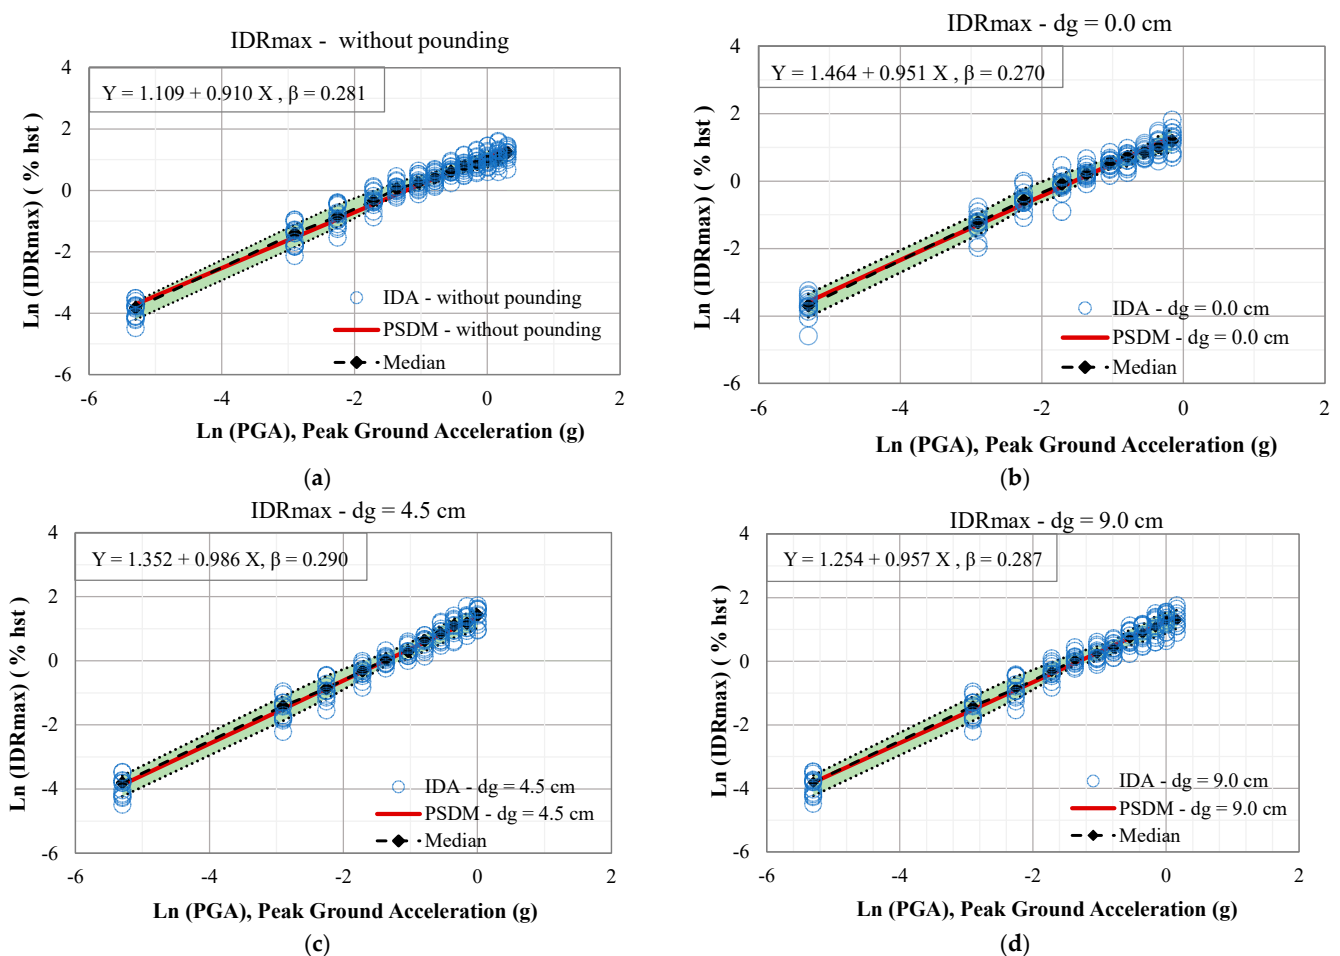 IDRmax - without pounding
Y = 1.109 + 0.910 X , β = 0.281
4
2
0
-2
-4
-6
Ln (IDRmax) ( % hst )
IDA - without pounding
PSDM - without pounding
Median
-6 -4 -2 0 2
Ln (PGA), Peak Ground Acceleration (g)
(a)
IDRmax - dg = 0.0 cm
Y = 1.464 + 0.951 X , β = 0.270
4
2
0
-2
-4
-6
Ln (IDRmax) ( % hst )
IDA - dg = 0.0 cm
PSDM - dg = 0.0 cm
Median
-6 -4 -2 0 2
Ln (PGA), Peak Ground Acceleration (g)
(b)
IDRmax - dg = 4.5 cm
Y = 1.352 + 0.986 X, β = 0.290
4
2
0
-2
-4
-6
Ln (IDRmax) ( % hst )
IDA - dg = 4.5 cm
PSDM - dg = 4.5 cm
Median
-6 -4 -2 0 2
Ln (PGA), Peak Ground Acceleration (g)
(c)
IDRmax - dg = 9.0 cm
Y = 1.254 + 0.957 X , β = 0.287
4
2
0
-2
-4
-6
Ln (IDRmax) ( % hst )
IDA - dg = 9.0 cm
PSDM - dg = 9.0 cm
Median
-6 -4 -2 0 2
Ln (PGA), Peak Ground Acceleration (g)
(d)